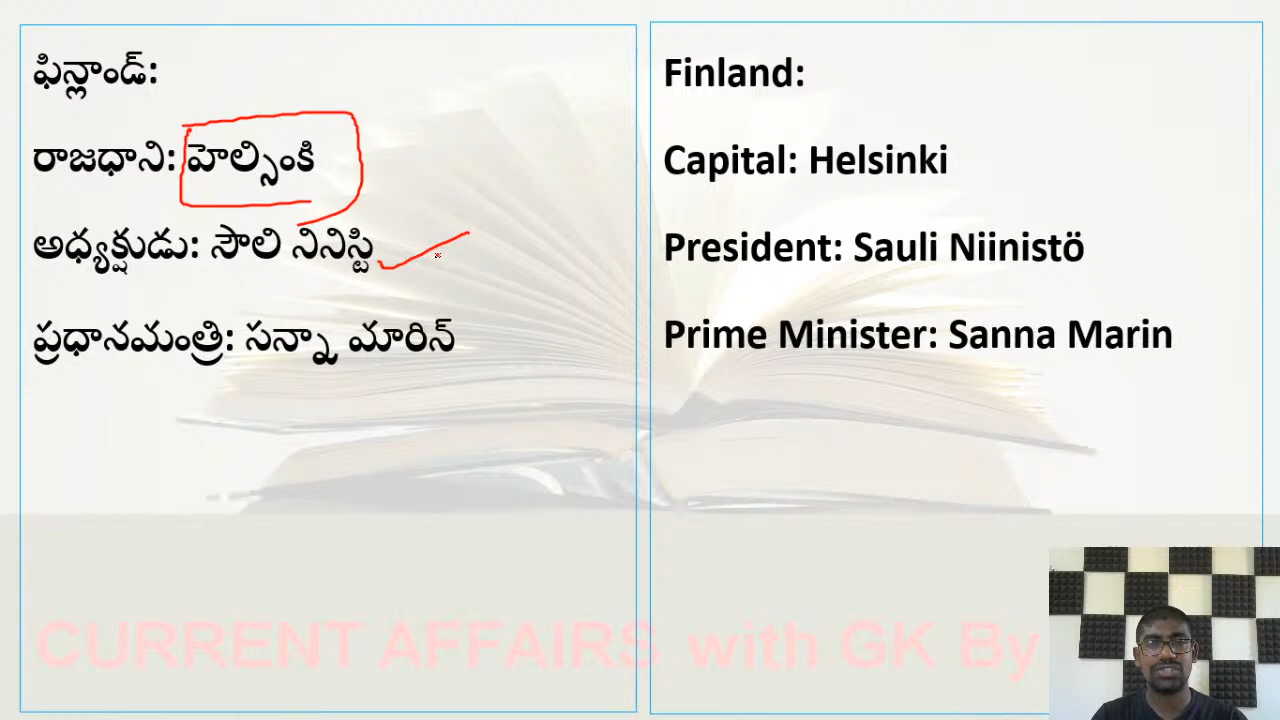 ఫిన్లాండ్:
రాజధాని: హెల్సింకి
అధ్యక్షుడు: సౌలి నినిస్టి
ప్రధానమంత్రి: సన్నా మారిన్
Finland:
Capital: Helsinki
President: Sauli Niinistö
Prime Minister: Sanna Marin
CURRENT AFFAIRS with GK By